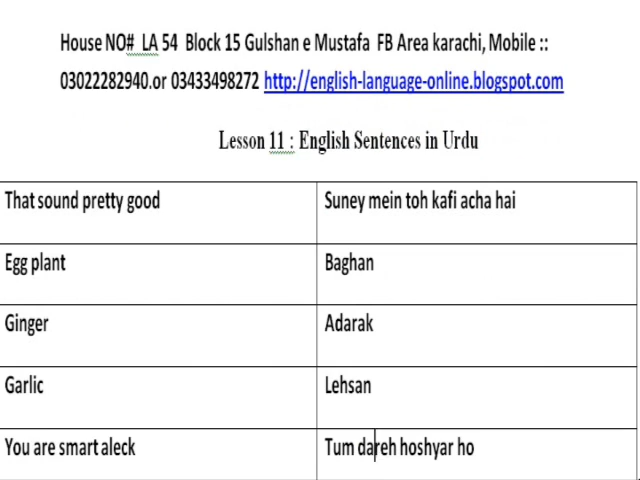 House NO# LA 54 Block 15 Gulshan e Mustafa FB Area karachi, Mobile ::
03022282940.or 03433498272 http://english-language-online.blogspot.com
Lesson 11 : English Sentences in Urdu
That sound pretty good Suney mein toh kafi acha hai
Egg plant Baghan
Ginger Adarak
Garlic Lehsan
You are smart aleck Tum dareh hoshyar ho